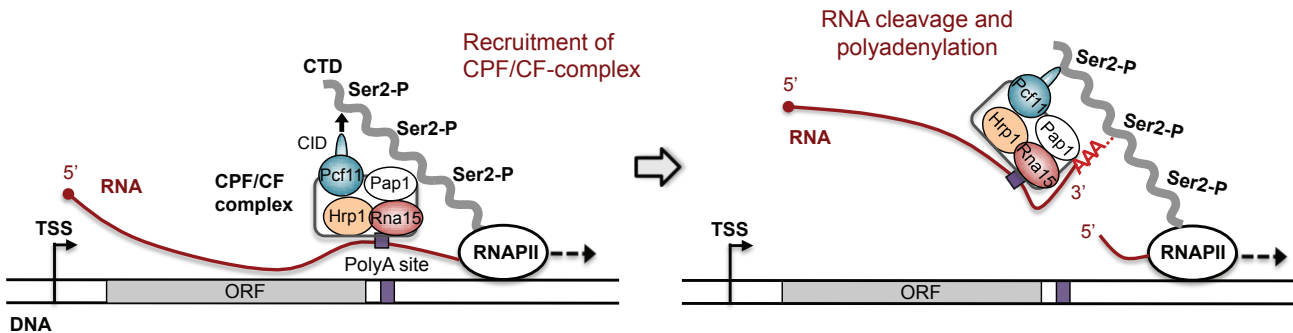 Recruitment of
CPF/CF-complex
CTD
Ser2-P
Ser2-P
Ser2-P
CID
Pcf11
Pap1
Hrp1
Rna15
CPF/CF
complex
5’
RNA
TSS
PolyA site
RNAPII
ORF
DNA
RNA cleavage and
polyadenylation
Ser2-P
Ser2-P
Ser2-P
5’
RNA
Pcf11
Hrp1
Pap1
Rna15
AAA...
3’
5’
TSS
RNAPII
ORF